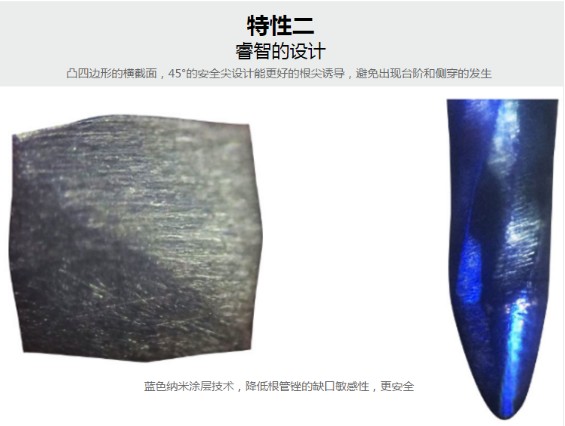 特性二
睿智的设计
凸四边形的横截面，45°的安全尖设计能更好的根尖诱导，避免出现台阶和侧穿的发生
蓝色纳米涂层技术，降低根管锉的缺口敏感性，更安全